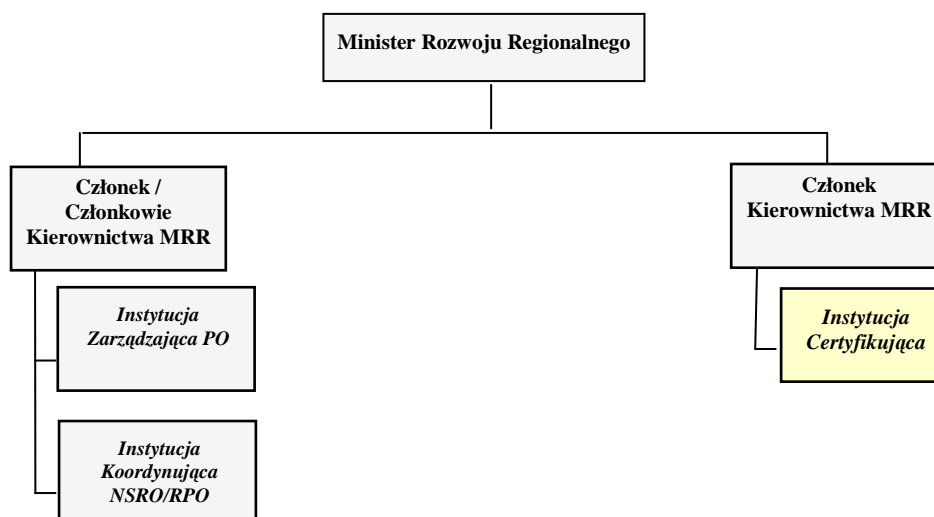 Minister Rozwoju Regionalnego
Członek /
Członkowie
Kierownictwa MRR
Instytucja
Zarządzająca PO
Instytucja
Koordynująca
NSRO/RPO
Członek
Kierownictwa MRR
Instytucja
Certyfikująca